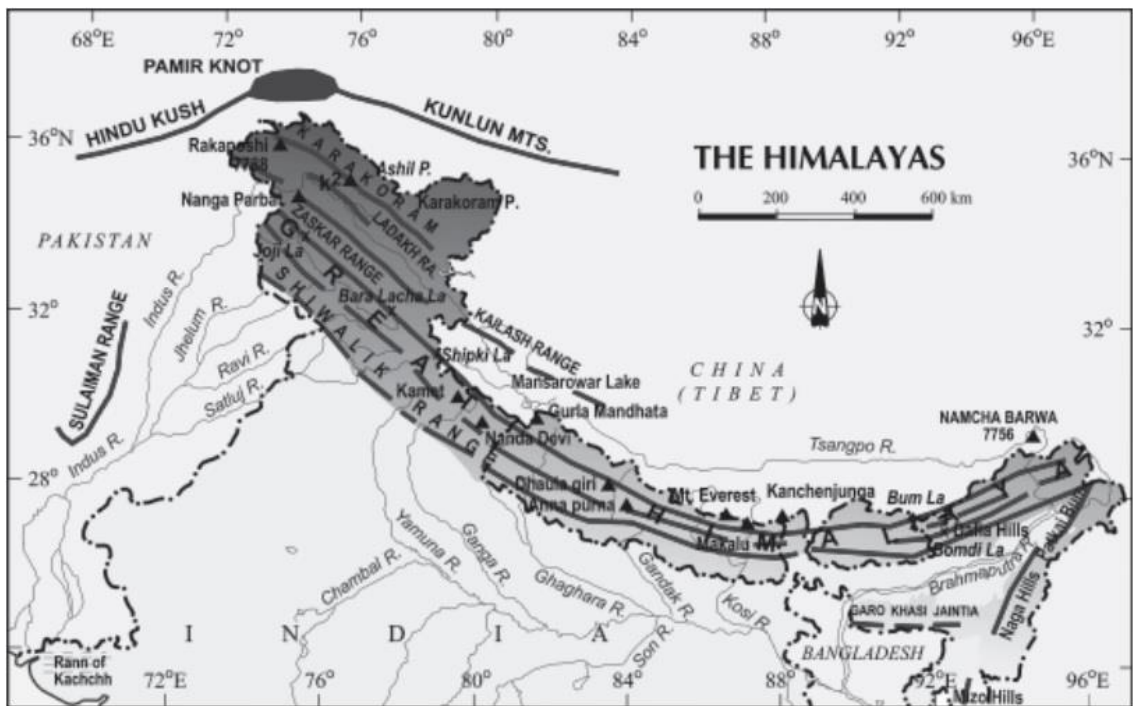 68°E 72° 76° 80° 84° 88° 92° 96°E
PAMIR KNOT
HINDU KUSH
KUNLUN MTS.
36°N
36°N
THE HIMALAYAS
0 200 400 600 km
Rakaposhi
7788
KARAKORAM
Ashil P.
K2
Nanga Parbat
Karakoram P.
LADAKH RA.
ZASKAR RANGE
PAKISTAN
Joji La
GREAT HIMALAYA
Indus R.
Bara Lacha La
N
32°
32°
Jhelum R.
SHIWALIK RANGE
KAILASH RANGE
SULAIMAN RANGE
Ravi R.
Shipki La
CHINA
(TIBET)
Satluj R.
Mansarowar Lake
Kamet
Gurla Mandhata
NAMCHA BARWA
7756
Nanda Devi
Tsangpo R.
Indus R.
28°
28°
Dhaula giri
Mt. Everest
Kanchenjunga
Bum La
Anna purna
Makalu
Dafla Hills
Bomdi La
Patkai Bum
Yamuna R.
Ganga R.
Chambal R.
Ghaghara R.
Gandak R.
Kosi R.
Brahmaputra R.
GARO KHASI JAINTIA
Naga Hills
INDIA
Son R.
BANGLADESH
Rann of
Kachchh
Mizo Hills
72°E 76° 80° 84° 88° 92°E 96°E